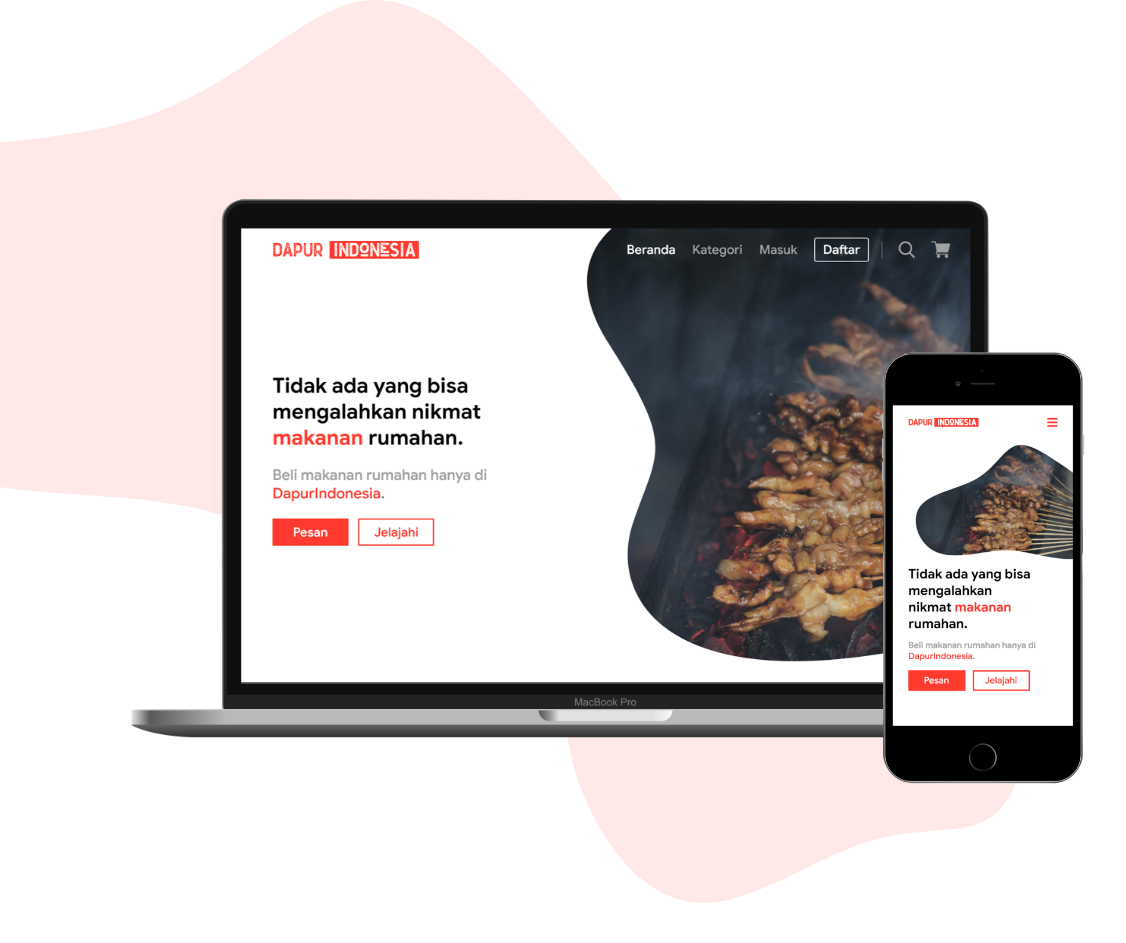 DAPUR INDONESIA
Beranda Kategori Masuk Daftar
Tidak ada yang bisa
mengalahkan nikmat
makanan rumahan.
Beli makanan rumahan hanya di
DapurIndonesia.
Pesan Jelajahi
MacBook Pro
DAPUR INDONESIA
Tidak ada yang bisa
mengalahkan
nikmat makanan
rumahan.
Beli makanan rumahan hanya di
DapurIndonesia.
Pesan Jelajahi